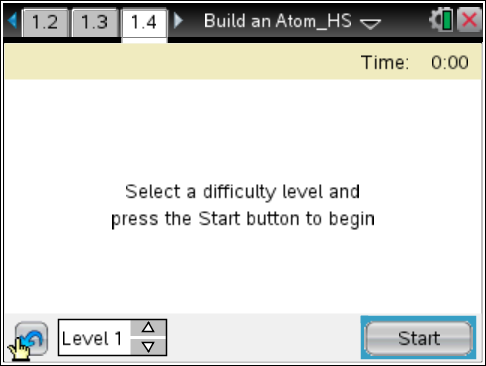 1.2 1.3 1.4 Build an Atom_HS
Time: 0:00
Select a difficulty level and
press the Start button to begin
Level 1 Start